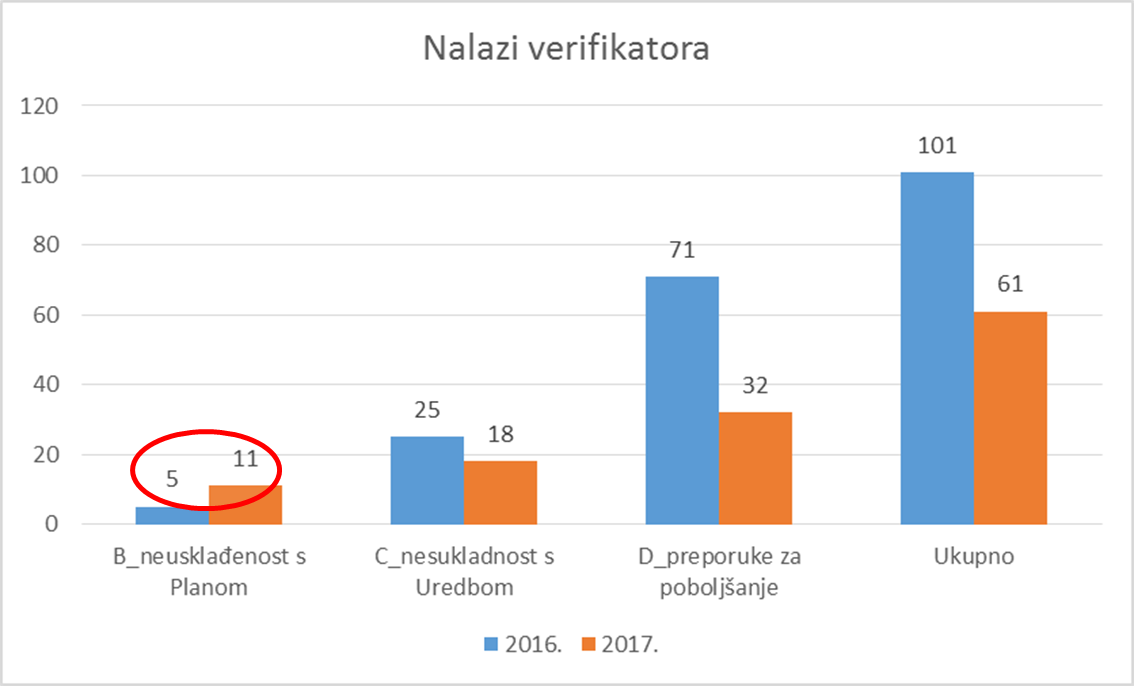 Nalazi verifikatora
120
100
80
60
40
20
0
5
11
25
18
71
32
101
61
B_neusklađenost s
Planom
C_nesukladnost s
Uredbom
D_preporuke za
poboljšanje
Ukupno
2016.
2017.